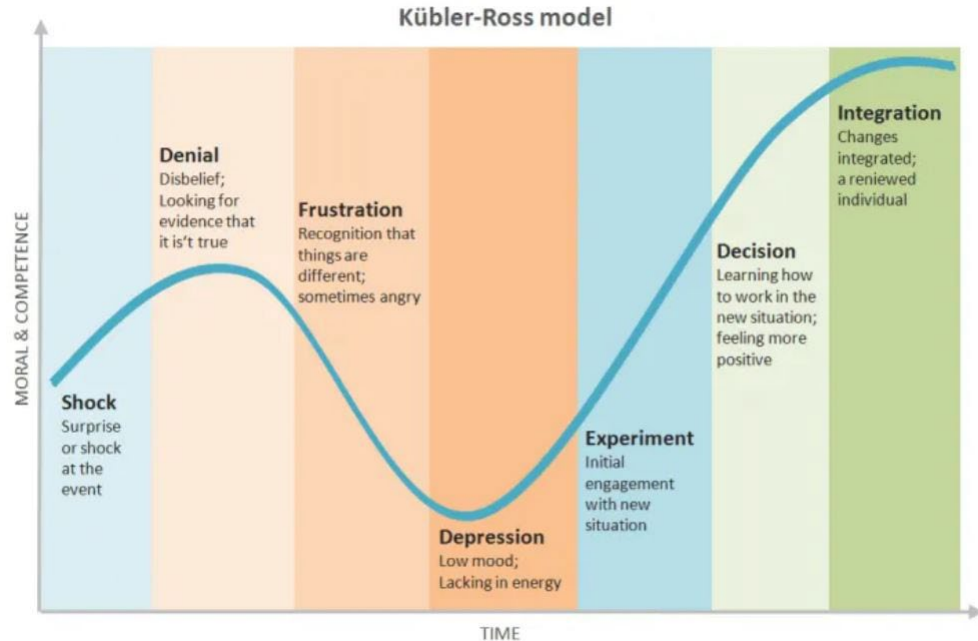 Kübler-Ross model
MORAL & COMPETENCE
Shock
Surprise
or shock
at the
event
Denial
Disbelief;
Looking for
evidence that
it is't true
Frustration
Recognition that
things are
different;
sometimes angry
Depression
Low mood;
Lacking in energy
Experiment
Initial
engagement
with new
situation
Decision
Learning how
to work in the
new situation;
feeling more
positive
Integration
Changes
integrated;
a reniewed
individual
TIME